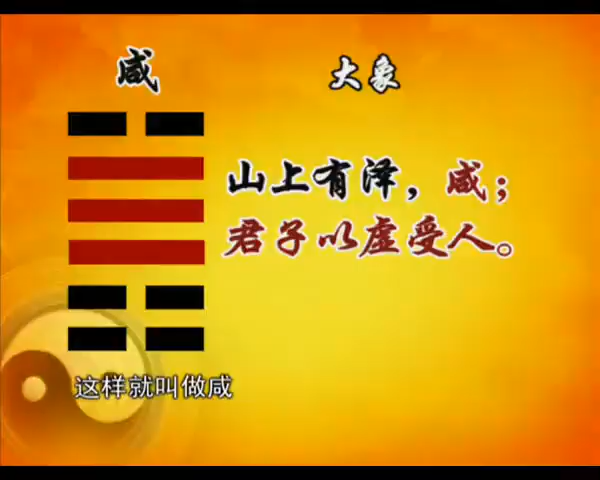 咸
大象
山上有泽，咸；
君子以虚受人。
这样就叫做咸